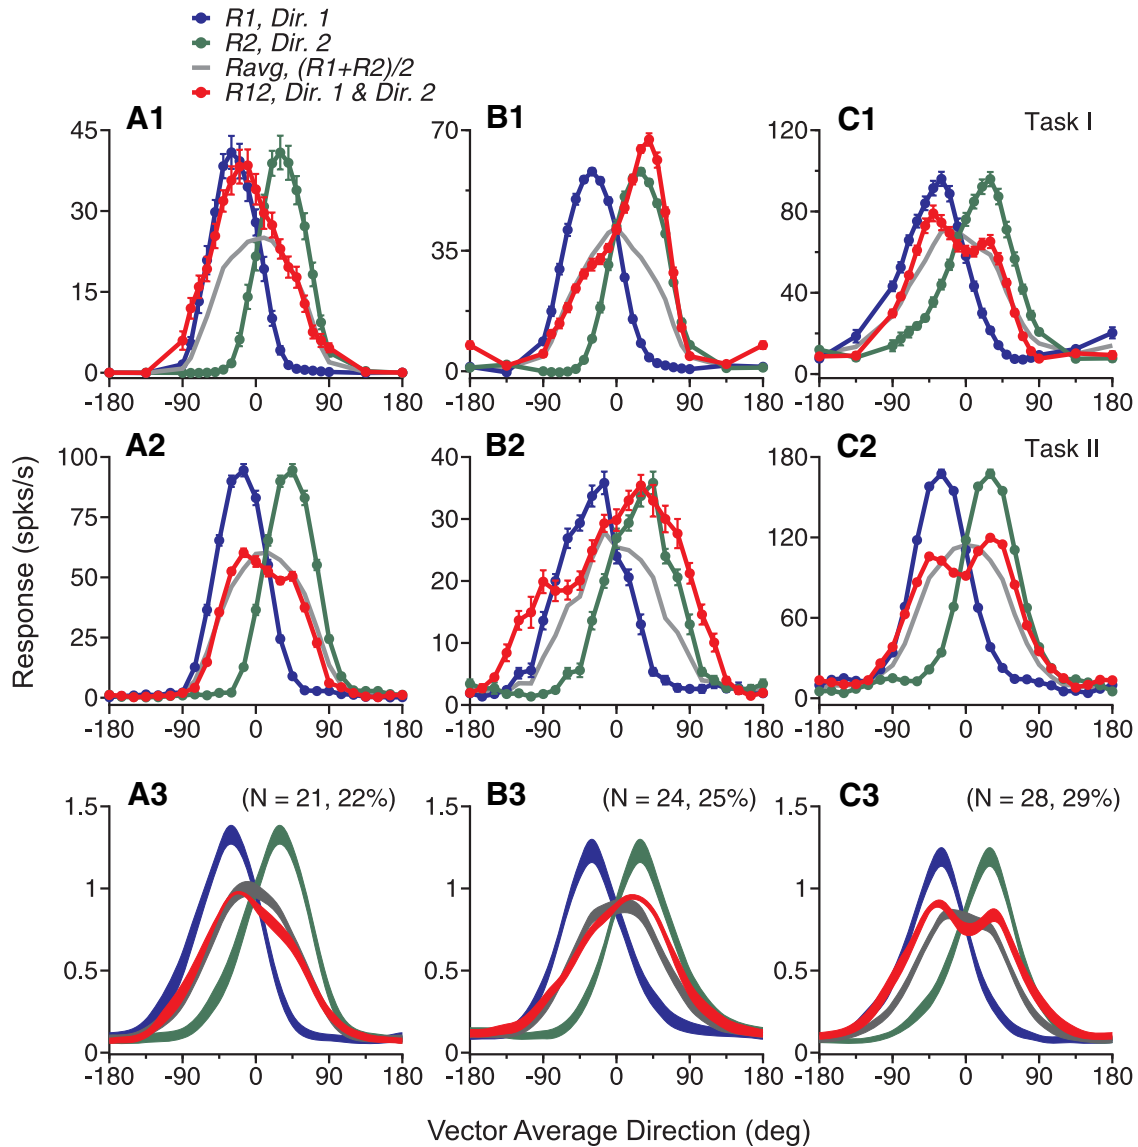 R1, Dir. 1
R2, Dir. 2
Ravg, (R1+R2)/2
R12, Dir. 1 & Dir. 2
A1
B1
C1
Task I
45
30
15
0
-180 -90 0 90 180
70
35
0
-180 -90 0 90 180
120
80
40
0
-180 -90 0 90 180
A2
B2
C2
Task II
100
75
50
25
0
-180 -90 0 90 180
40
30
20
10
0
-180 -90 0 90 180
180
120
60
0
-180 -90 0 90 180
Response (spks/s)
A3
(N = 21, 22%)
B3
(N = 24, 25%)
C3
(N = 28, 29%)
1.5
1
0.5
0
-180 -90 0 90 180
1.5
1
0.5
0
-180 -90 0 90 180
1.5
1
0.5
0
-180 -90 0 90 180
Vector Average Direction (deg)